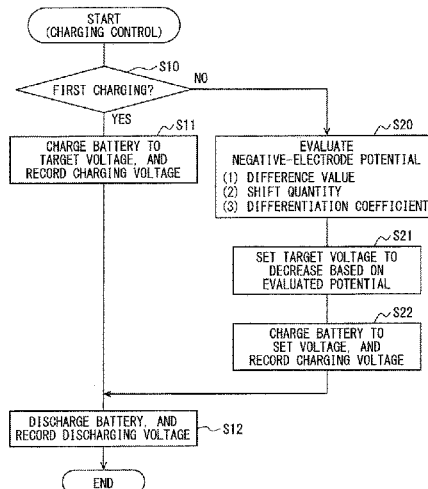 START
(CHARGING CONTROL)
S10
FIRST CHARGING?
NO
YES
S11
CHARGE BATTERY TO
TARGET VOLTAGE, AND
RECORD CHARGING VOLTAGE
S20
EVALUATE
NEGATIVE-ELECTRODE POTENTIAL
(1) DIFFERENCE VALUE
(2) SHIFT QUANTITY
(3) DIFFERENTIATION COEFFICIENT
S21
SET TARGET VOLTAGE TO
DECREASE BASED ON
EVALUATED POTENTIAL
S22
CHARGE BATTERY TO
SET VOLTAGE, AND
RECORD CHARGING VOLTAGE
DISCHARGE BATTERY, AND
RECORD DISCHARGING VOLTAGE
S12
END